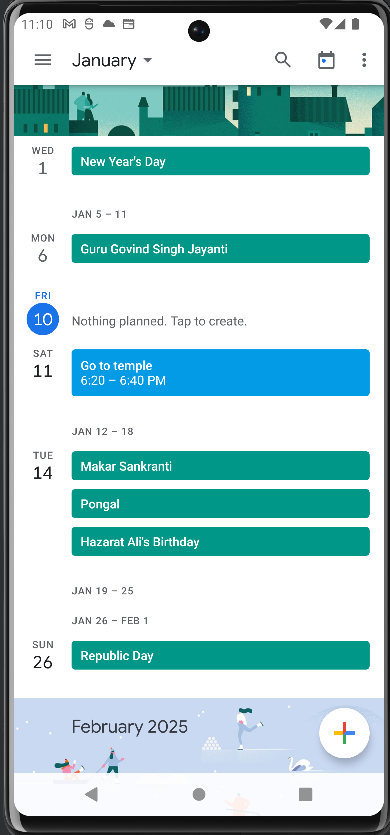 11:10
January
WED
1
New Year's Day
JAN 5 – 11
MON
6
Guru Govind Singh Jayanti
FRI
10
Nothing planned. Tap to create.
SAT
11
Go to temple
6:20 – 6:40 PM
JAN 12 – 18
TUE
14
Makar Sankranti
Pongal
Hazarat Ali's Birthday
JAN 19 – 25
JAN 26 – FEB 1
SUN
26
Republic Day
February 2025